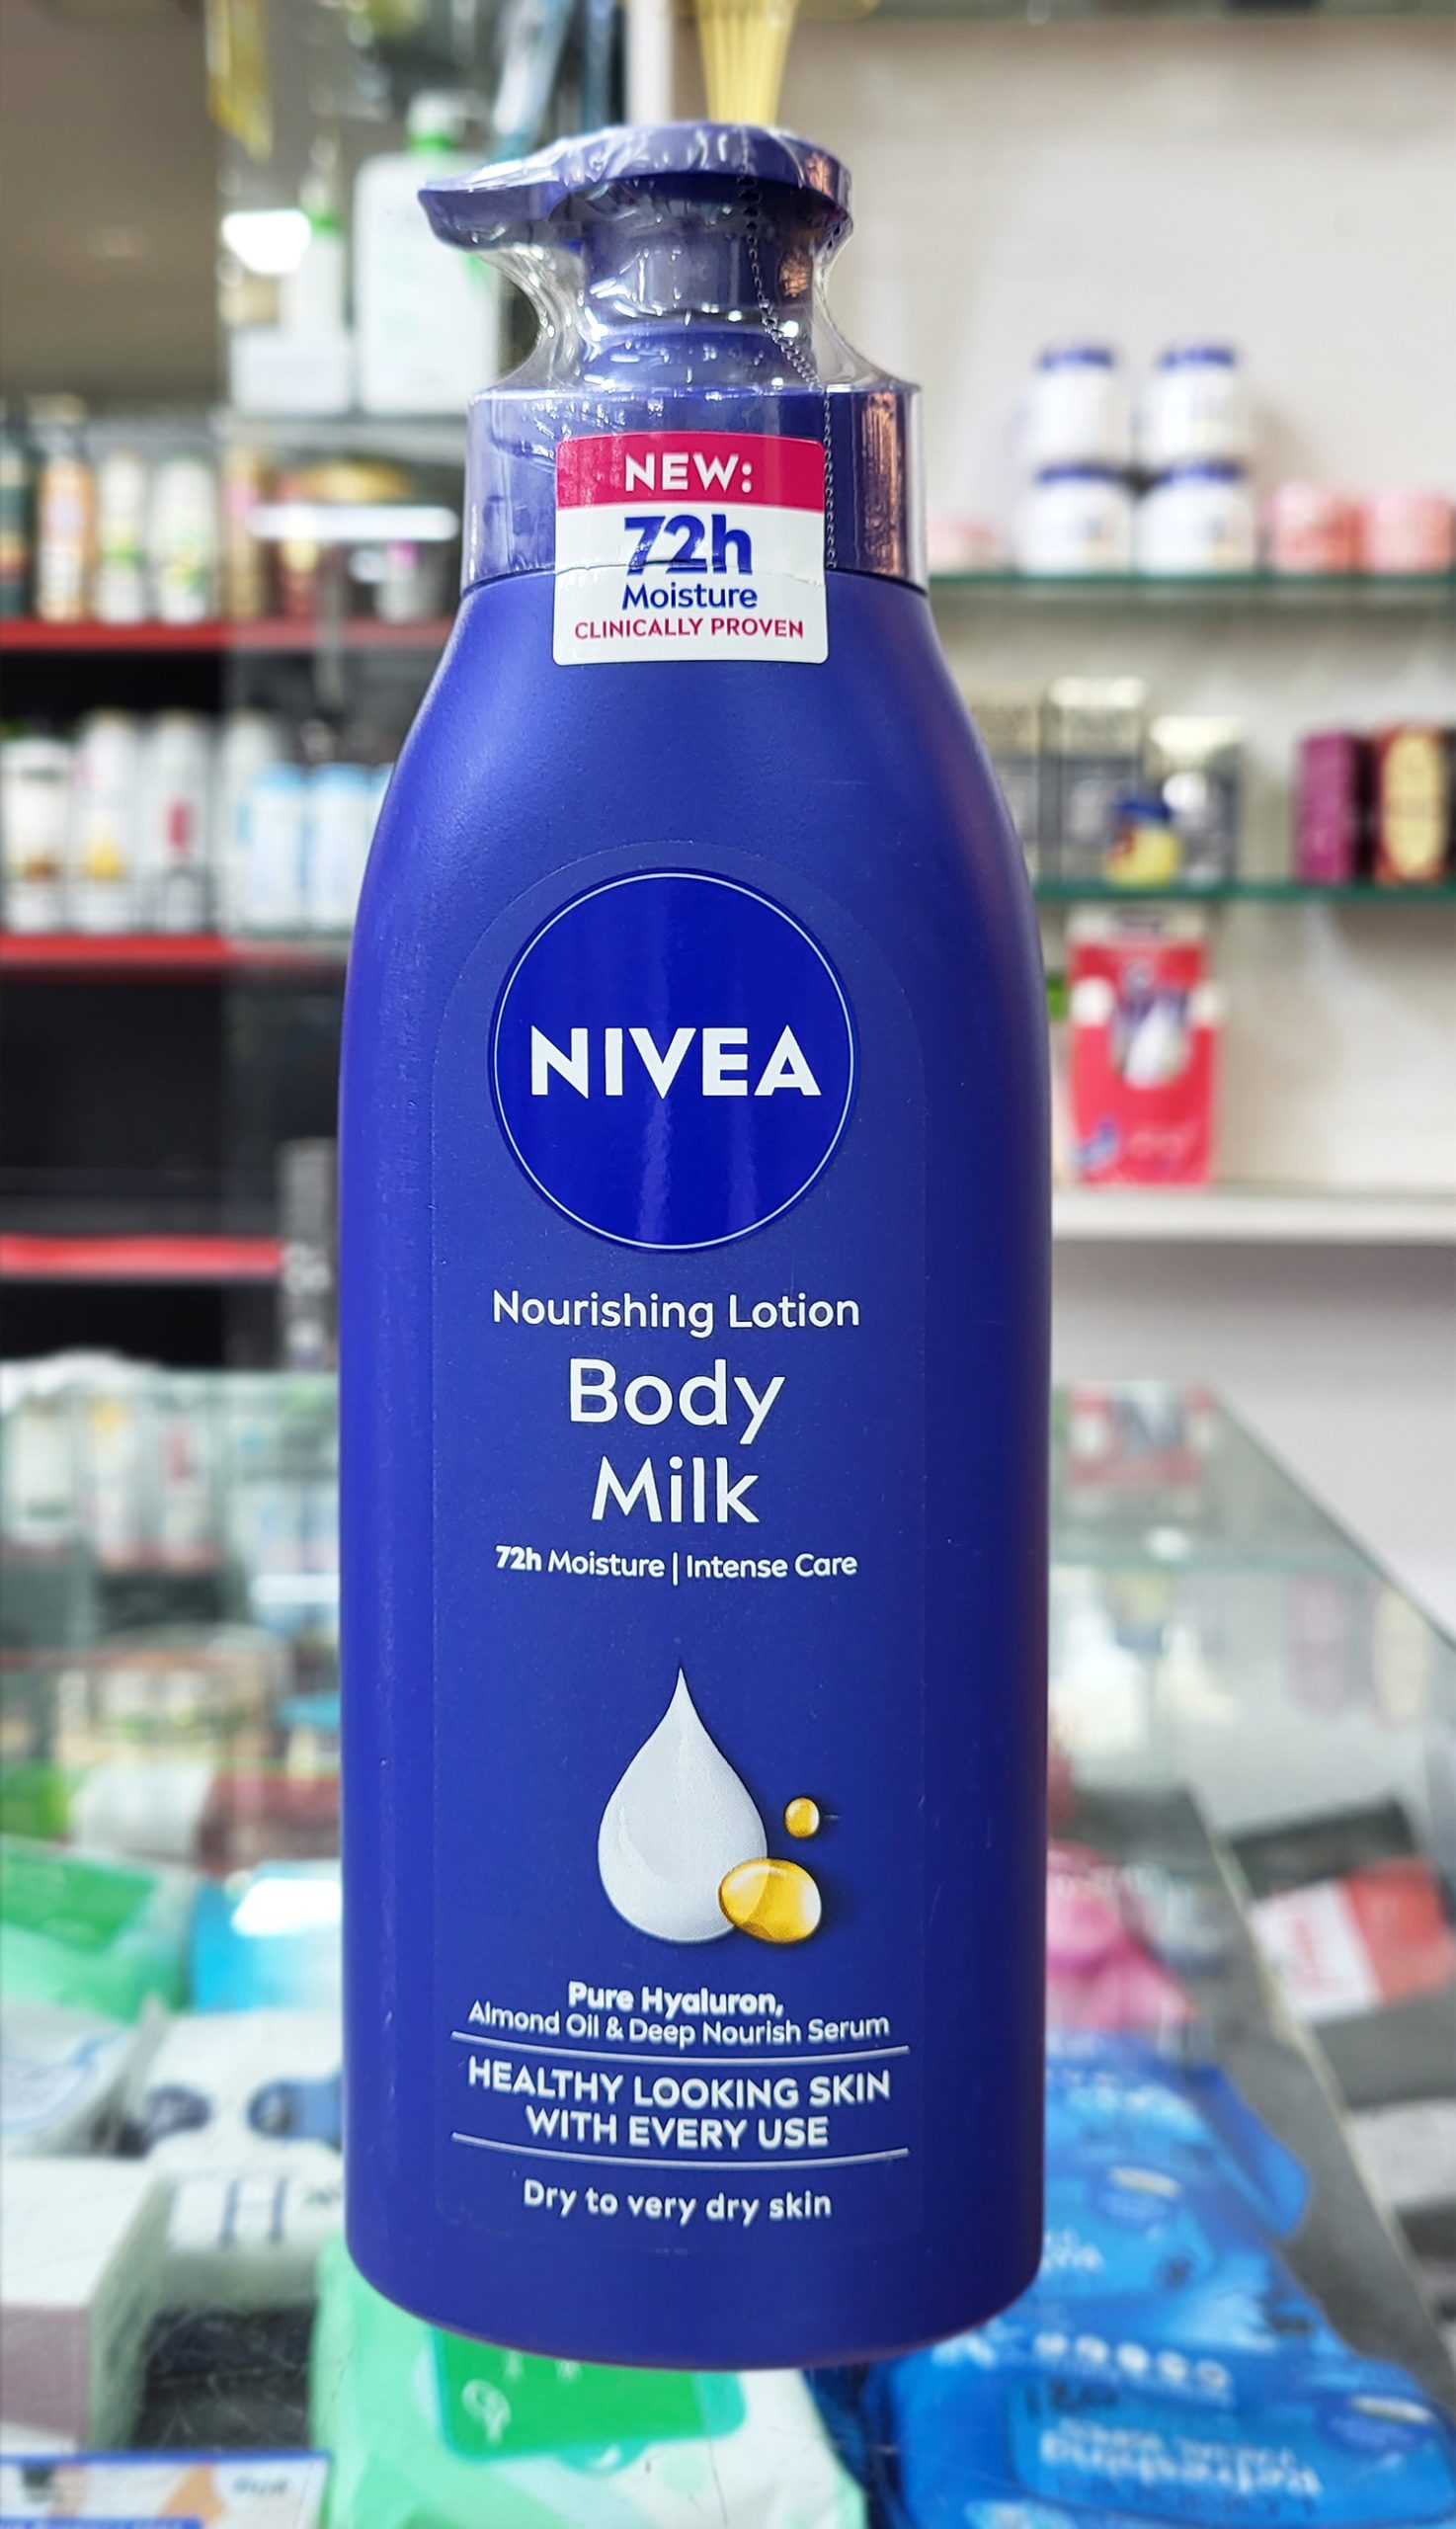 NEW:
72h
Moisture
CLINICALLY PROVEN
NIVEA
Nourishing Lotion
Body
Milk
72h Moisture | Intense Care
Pure Hyaluron,
Almond Oil & Deep Nourish Serum
HEALTHY LOOKING SKIN
WITH EVERY USE
Dry to very dry skin
Refreshing